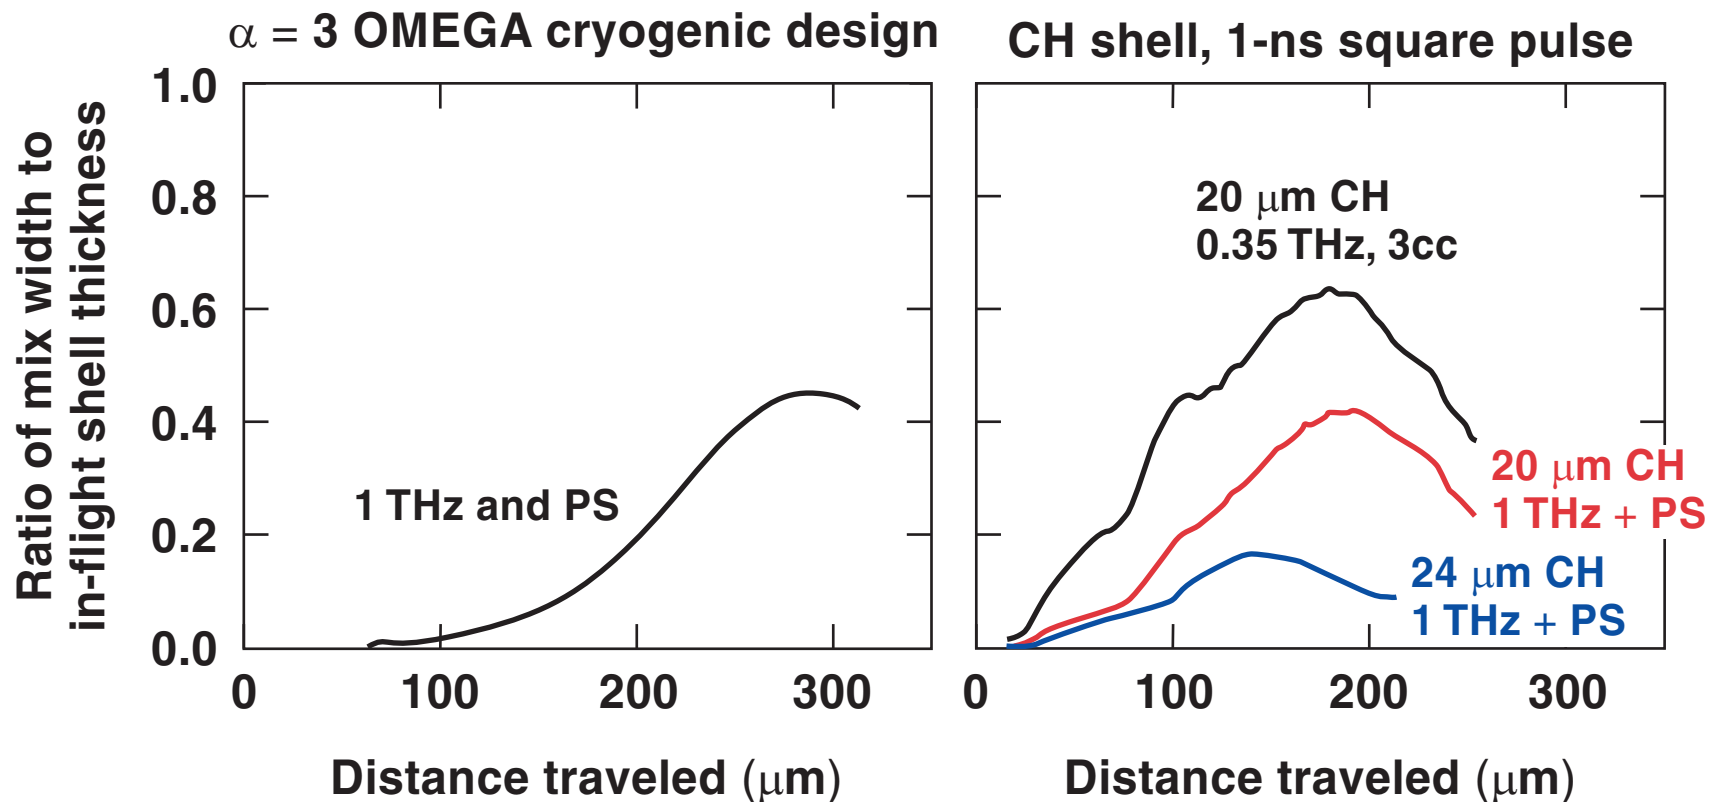 α = 3 OMEGA cryogenic design
CH shell, 1-ns square pulse
Ratio of mix width to
in-flight shell thickness
1.0
0.8
0.6
0.4
0.2
0.0
1 THz and PS
0 100 200 300
Distance traveled (μm)
20 μm CH
0.35 THz, 3cc
20 μm CH
1 THz + PS
24 μm CH
1 THz + PS
0 100 200 300
Distance traveled (μm)